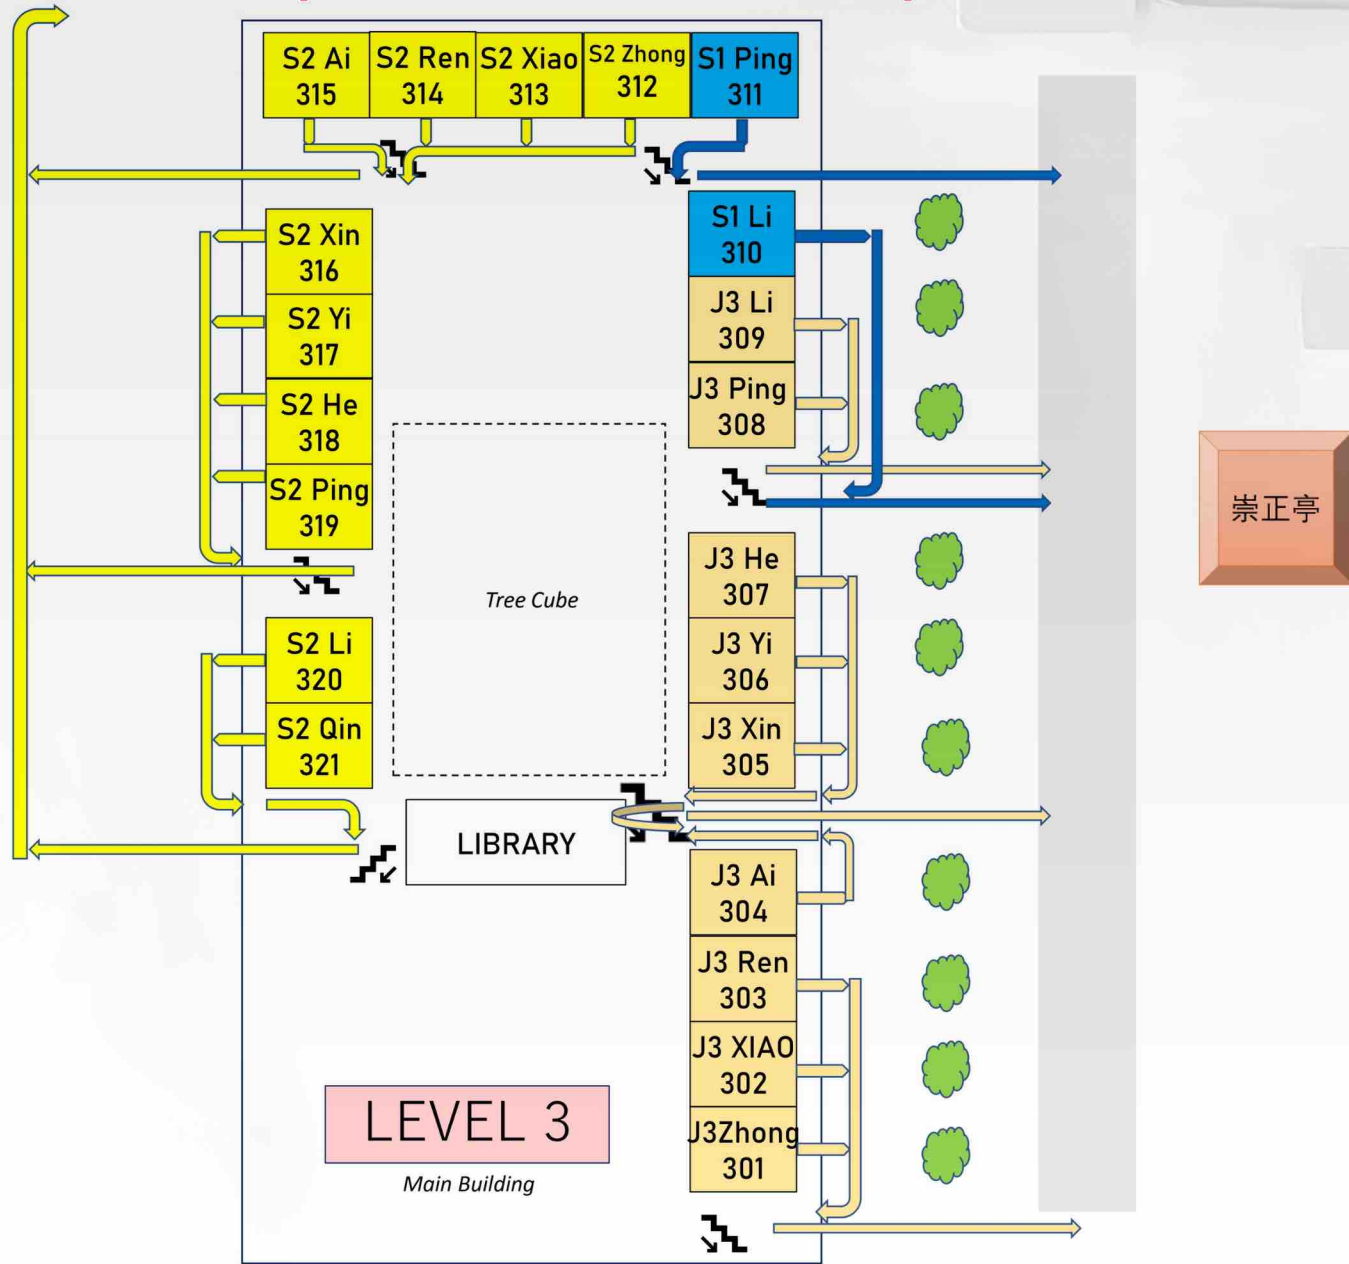 S2 Ai
315
S2 Ren
314
S2 Xiao
313
S2 Zhong
312
S1 Ping
311
S2 Xin
316
S2 Yi
317
S2 He
318
S2 Ping
319
S2 Li
320
S2 Qin
321
Tree Cube
LIBRARY
S1 Li
310
J3 Li
309
J3 Ping
308
J3 He
307
J3 Yi
306
J3 Xin
305
J3 Ai
304
J3 Ren
303
J3 XIAO
302
J3Zhong
301
崇正亭
LEVEL 3
Main Building